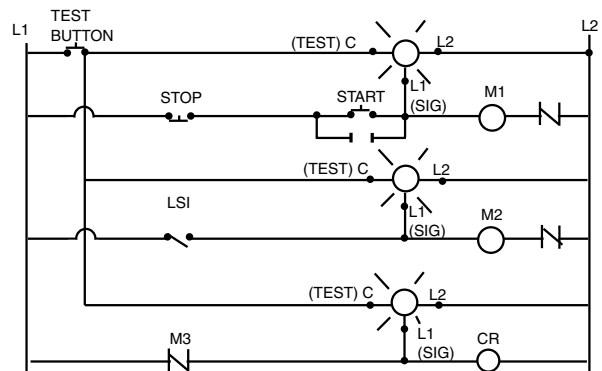 TEST
BUTTON
L1
L2
(TEST) C
L2
L1
(SIG)
STOP
START
M1
(TEST) C
L2
L1
(SIG)
LSI
M2
(TEST) C
L2
L1
(SIG)
M3
CR